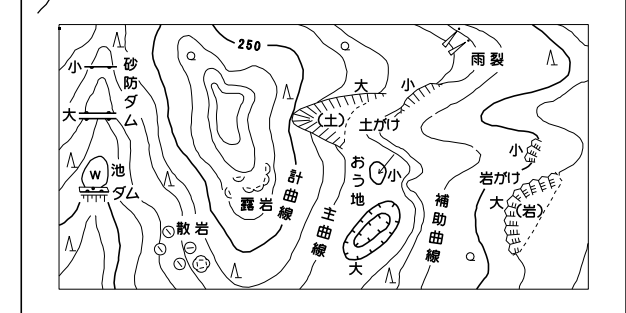 250
小
砂防ダム
大
W
池
ダム
露岩
散岩
計曲線
主曲線
大
小
(土)
土がけ
おう地
小
大
補助曲線
雨裂
小
岩がけ
大
(岩)